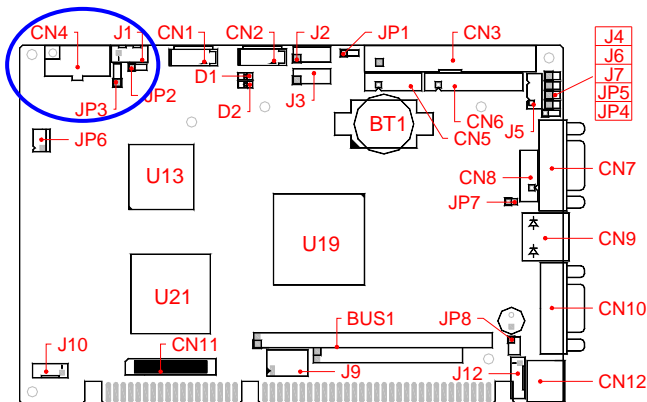 CN4 J1 CN1 CN2 J2 JP1 CN3 J4
J6
D1 J7
JP3 JP2 D2 J3 CN6 J5 JP5
BT1 CN5 JP4
JP6
U13 CN8 CN7
JP7
U19 CN9
U21
BUS1 JP8 CN10
J10 CN11 J9 J12 CN12